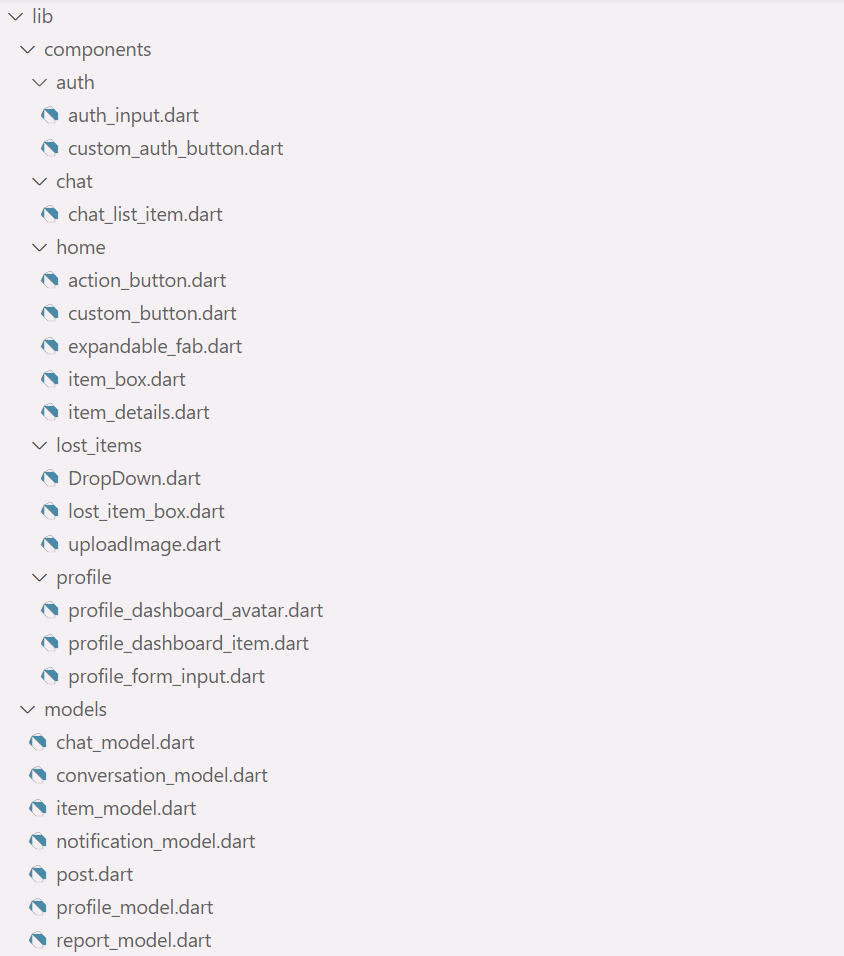 lib
components
auth
auth_input.dart
custom_auth_button.dart
chat
chat_list_item.dart
home
action_button.dart
custom_button.dart
expandable_fab.dart
item_box.dart
item_details.dart
lost_items
DropDown.dart
lost_item_box.dart
uploadImage.dart
profile
profile_dashboard_avatar.dart
profile_dashboard_item.dart
profile_form_input.dart
models
chat_model.dart
conversation_model.dart
item_model.dart
notification_model.dart
post.dart
profile_model.dart
report_model.dart